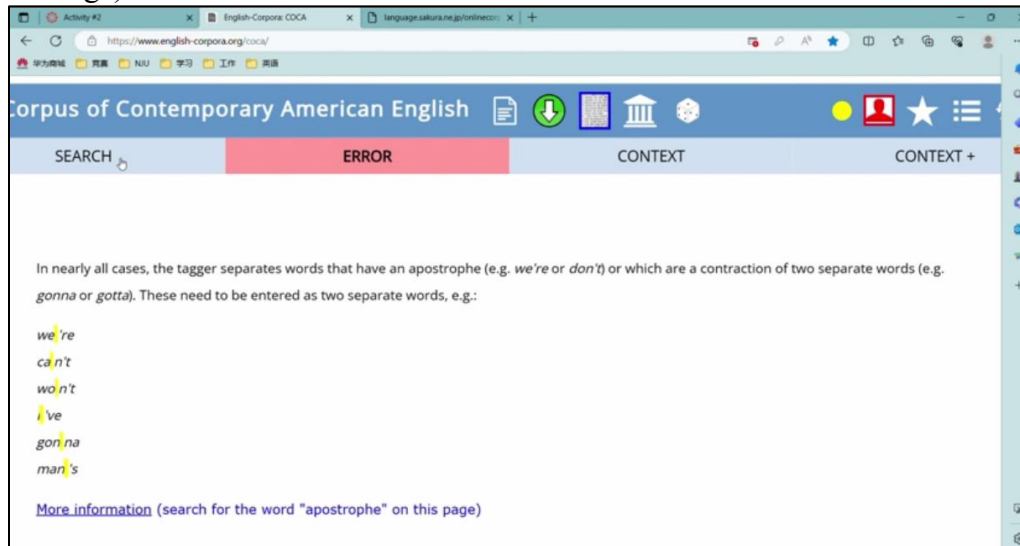 Activity #2
English-Corpora: COCA
language.sakura.ne.jp/onlinecor
https://www.english-corpora.org/coca/
华为商城 竞赛 NJU 学习 工作 英语
Corpus of Contemporary American English
SEARCH ERROR CONTEXT CONTEXT +
In nearly all cases, the tagger separates words that have an apostrophe (e.g. we're or don't) or which are a contraction of two separate words (e.g.
gonna or gotta). These need to be entered as two separate words, e.g.:
we 're
ca n't
wo n't
i 've
gon na
man 's
More information (search for the word "apostrophe" on this page)